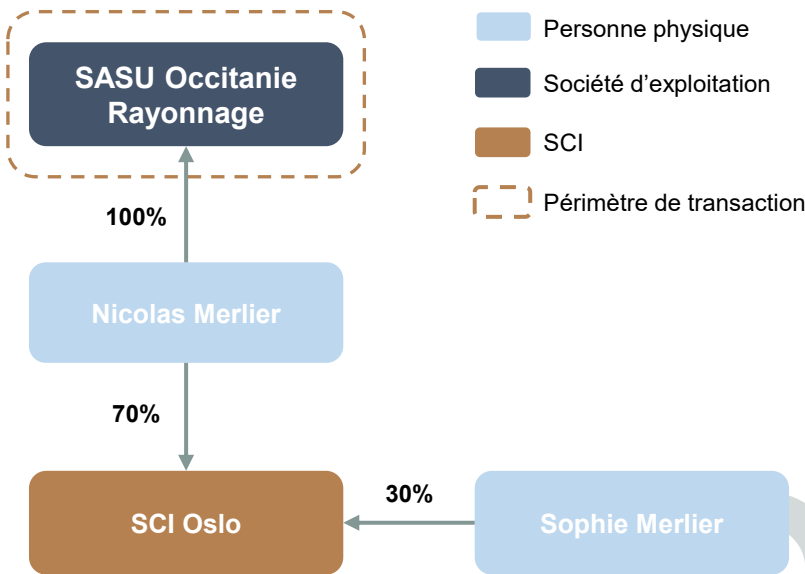 SASU Occitanie
Rayonnage
Personne physique
Société d’exploitation
SCI
Périmètre de transaction
100%
Nicolas Merlier
70%
SCI Oslo
30%
Sophie Merlier